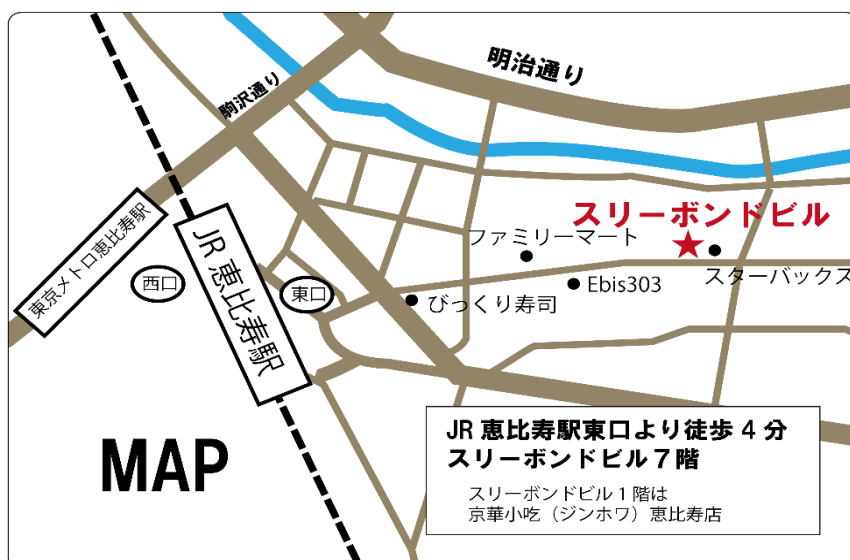 明治通り
駒沢通り
スリーボンドビル
ファミリーマート
スターバックス
Ebis303
びっくり寿司
東京メトロ恵比寿駅
西口
JR 恵比寿駅
東口
MAP
JR 恵比寿駅東口より徒歩 4 分
スリーボンドビル 7 階
スリーボンドビル 1 階は
京華小吃（ジンホワ）恵比寿店